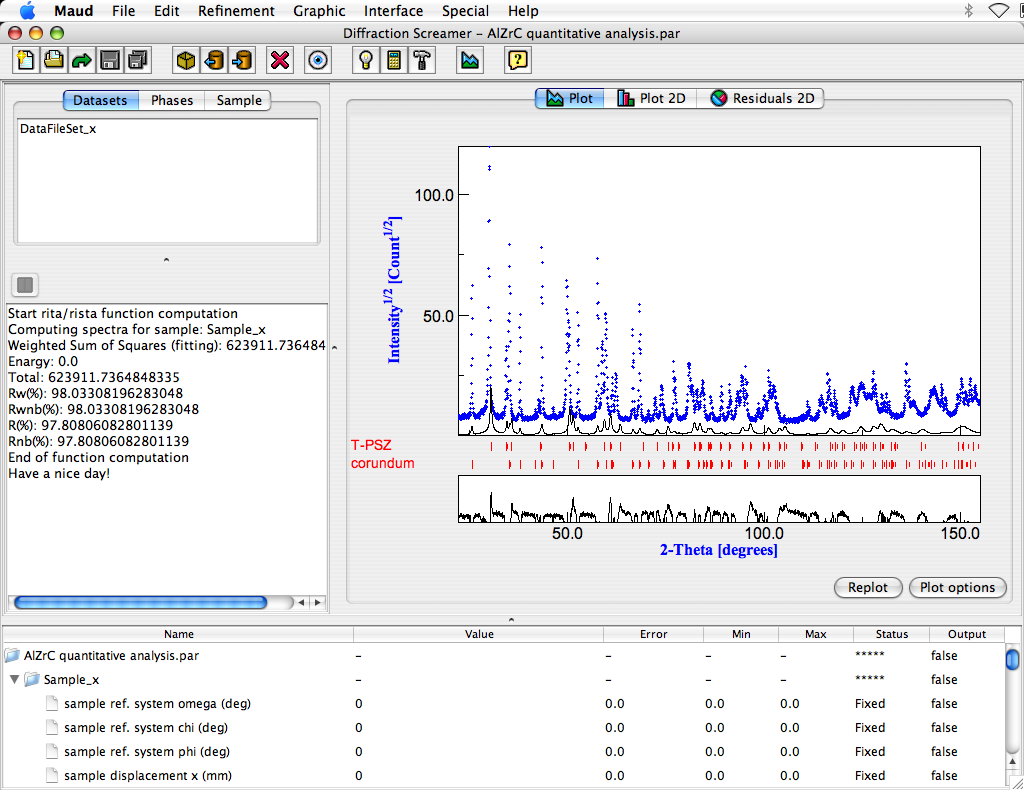 Maud File Edit Refinement Graphic Interface Special Help
Diffraction Screamer – AlZrC quantitative analysis.par
Datasets Phases Sample
DataFileSet_x
Start rita/rista function computation
Computing spectra for sample: Sample_x
Weighted Sum of Squares (fitting): 623911.736484
Energy: 0.0
Total: 623911.7364848335
Rw(%): 98.03308196283048
Rwnb(%): 98.03308196283048
R(%): 97.80806082801139
Rnb(%): 97.80806082801139
End of function computation
Have a nice day!
Plot Plot 2D Residuals 2D
Intensity1/2 [Count1/2]
100.0
50.0
T-PSZ
corundum
50.0 100.0 150.0
2-Theta [degrees]
Replot Plot options
Name Value Error Min Max Status Output
AlZrC quantitative analysis.par – – – – ***** false
Sample_x – – – – ***** false
sample ref. system omega (deg) 0 0.0 0.0 0.0 Fixed false
sample ref. system chi (deg) 0 0.0 0.0 0.0 Fixed false
sample ref. system phi (deg) 0 0.0 0.0 0.0 Fixed false
sample displacement x (mm) 0 0.0 0.0 0.0 Fixed false